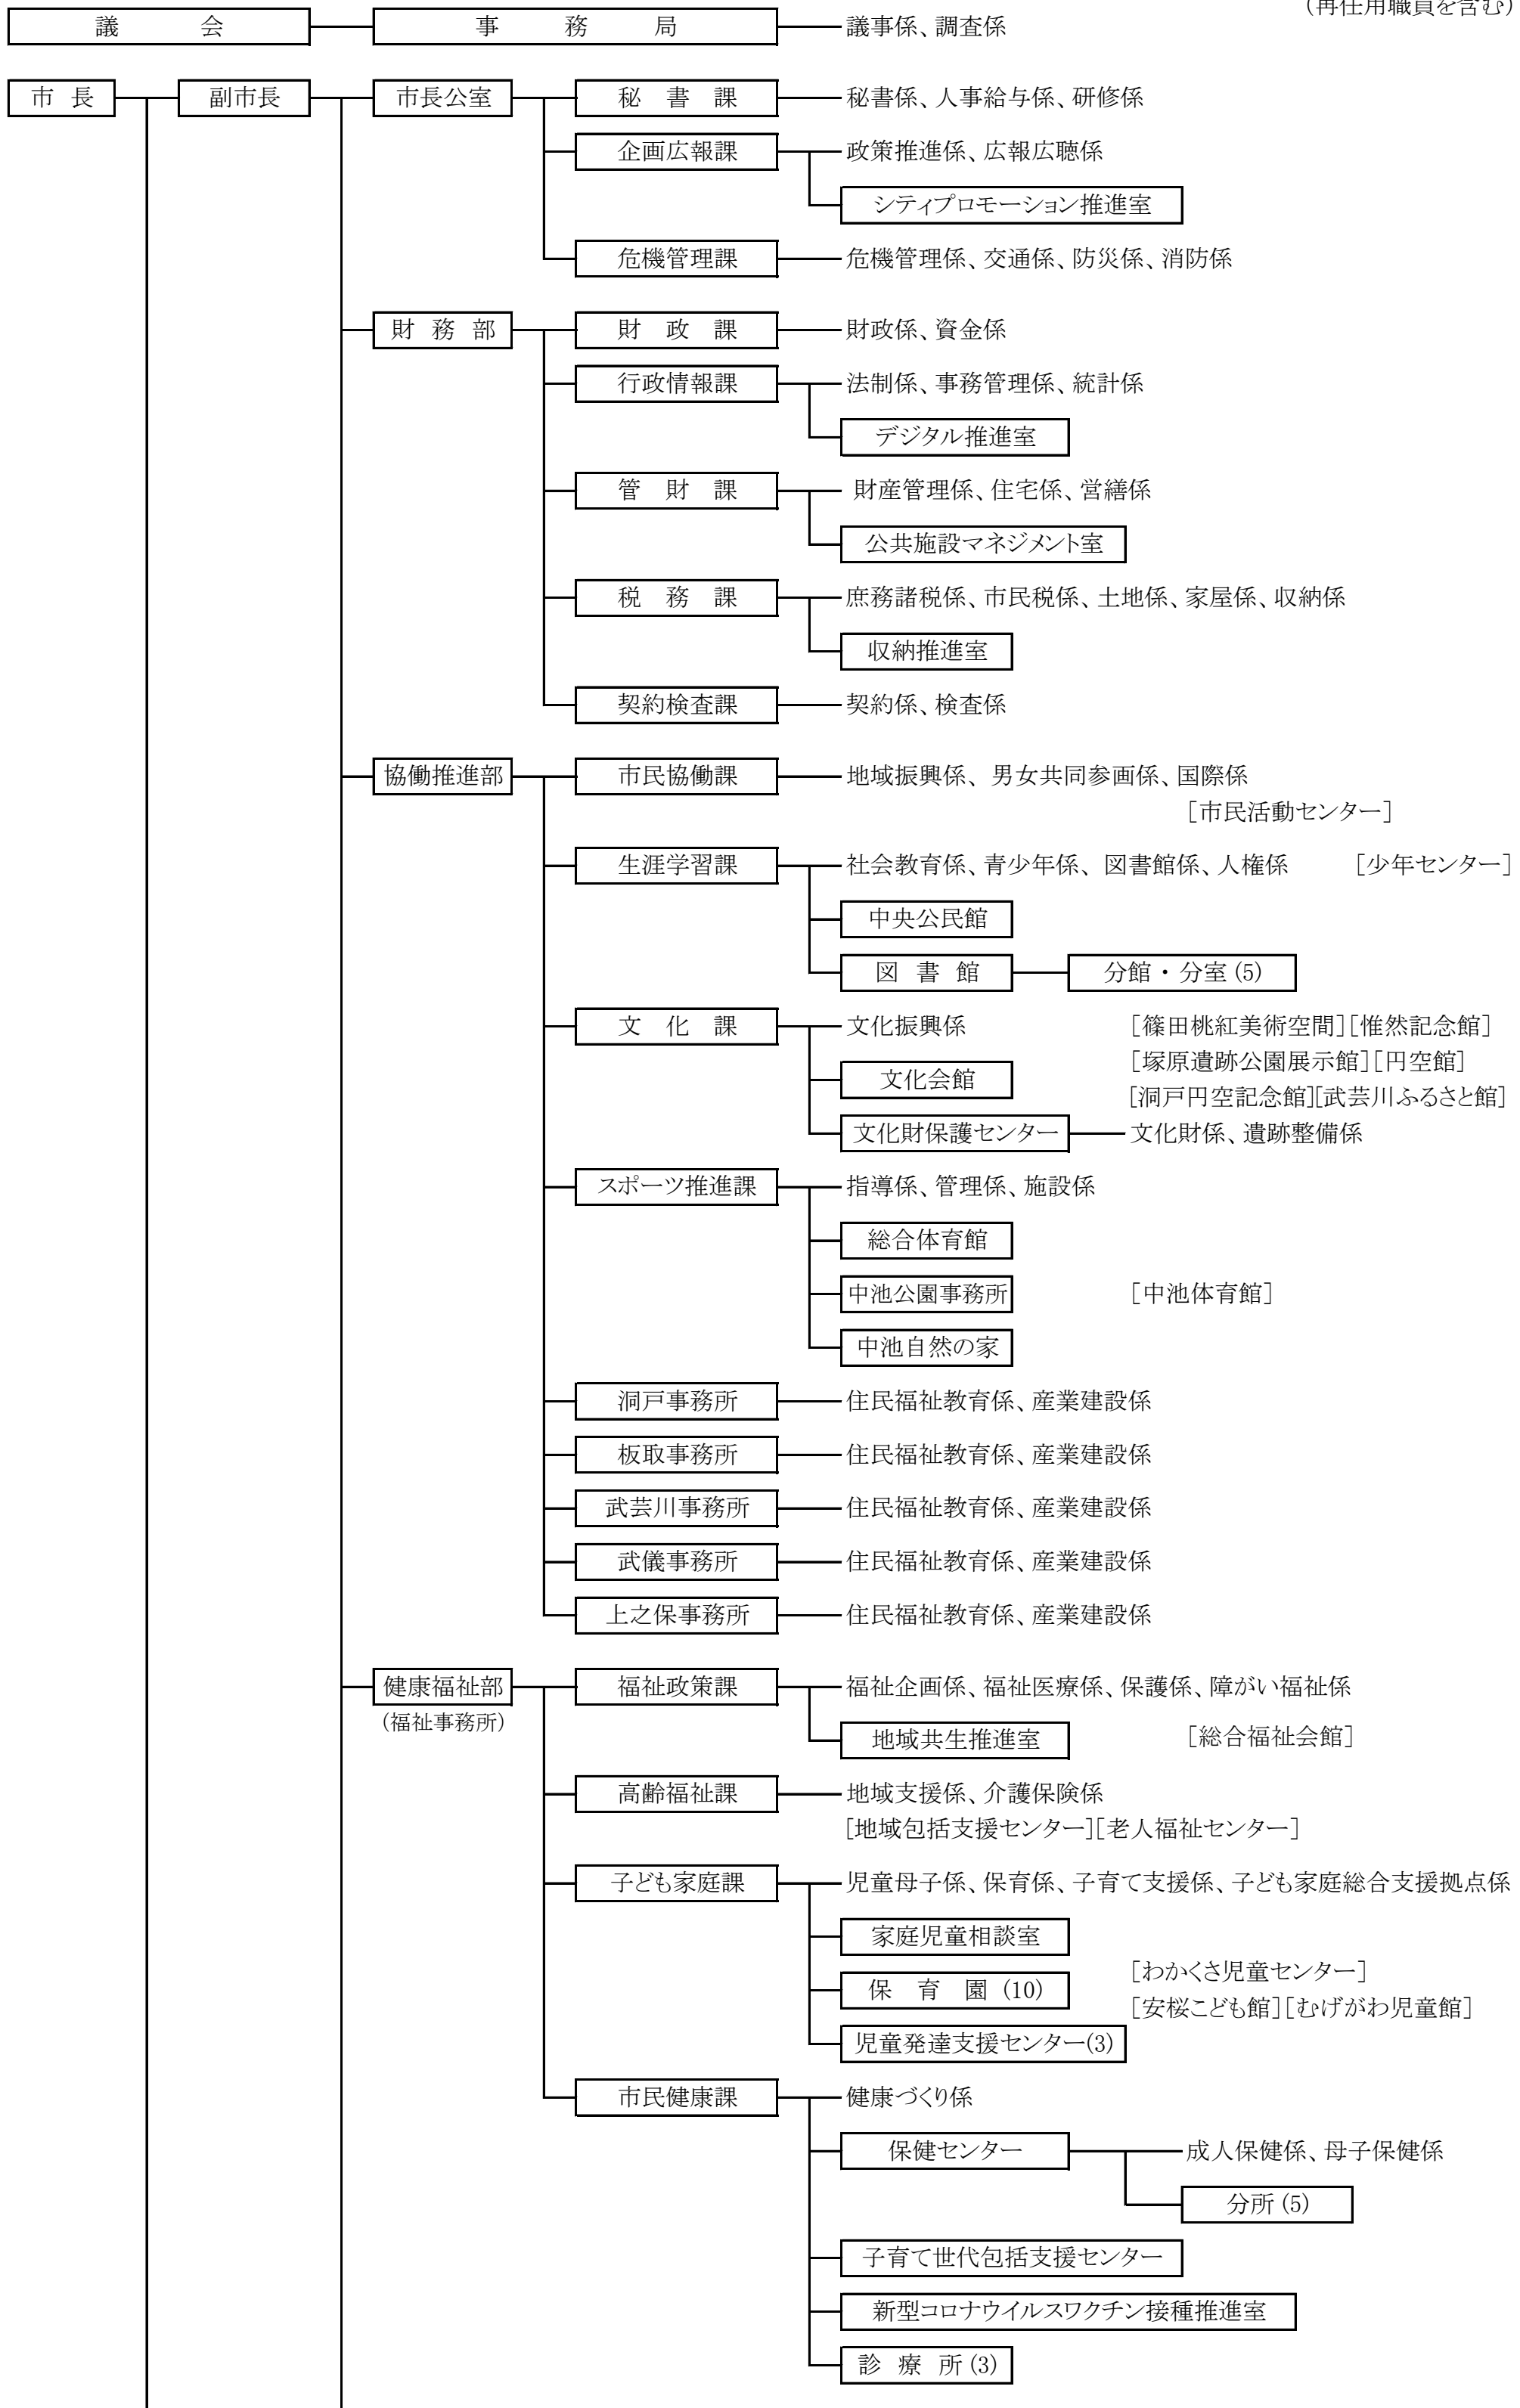 (再任用職員を含む)
議会 事務局 議事係、調査係
市長 副市長 市長公室 秘書課 秘書係、人事給与係、研修係
企画広報課 政策推進係、広報広聴係
シティプロモーション推進室
危機管理課 危機管理係、交通係、防災係、消防係
財務部 財政課 財政係、資金係
行政情報課 法制係、事務管理係、統計係
デジタル推進室
管財課 財産管理係、住宅係、営繕係
公共施設マネジメント室
税務課 庶務諸税係、市民税係、土地係、家屋係、収納係
収納推進室
契約検査課 契約係、検査係
協働推進部 市民協働課 地域振興係、男女共同参画係、国際係
[市民活動センター]
生涯学習課 社会教育係、青少年係、図書館係、人権係 [少年センター]
中央公民館
図書館 分館・分室(5)
文化課 文化振興係 [篠田桃紅美術空間][惟然記念館]
[塚原遺跡公園展示館][円空館]
文化会館
[洞戸円空記念館][武芸川ふるさと館]
文化財保護センター 文化財係、遺跡整備係
スポーツ推進課 指導係、管理係、施設係
総合体育館
中池公園事務所 [中池体育館]
中池自然の家
洞戸事務所 住民福祉教育係、産業建設係
板取事務所 住民福祉教育係、産業建設係
武芸川事務所 住民福祉教育係、産業建設係
武儀事務所 住民福祉教育係、産業建設係
上之保事務所 住民福祉教育係、産業建設係
健康福祉部 福祉政策課 福祉企画係、福祉医療係、保護係、障がい福祉係
(福祉事務所)
地域共生推進室 [総合福祉会館]
高齢福祉課 地域支援係、介護保険係
[地域包括支援センター][老人福祉センター]
子ども家庭課 児童母子係、保育係、子育て支援係、子ども家庭総合支援拠点係
家庭児童相談室
[わかくさ児童センター]
保育園(10)
[安桜こども館][むげがわ児童館]
児童発達支援センター(3)
市民健康課 健康づくり係
保健センター 成人保健係、母子保健係
分所(5)
子育て世代包括支援センター
新型コロナウイルスワクチン接種推進室
診療所(3)